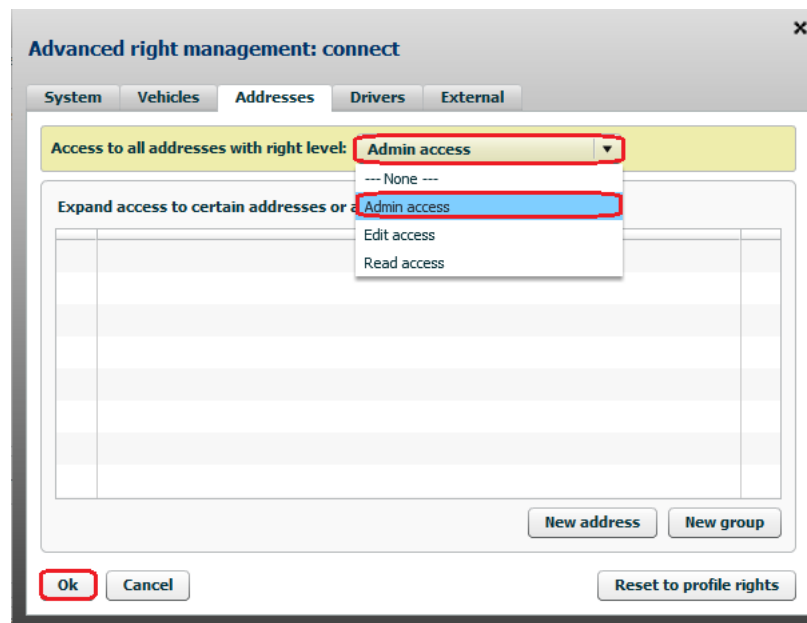 Advanced right management: connect
System Vehicles Addresses Drivers External
Access to all addresses with right level: Admin access
--- None ---
Expand access to certain addresses or a
Admin access
Edit access
Read access
New address New group
Ok Cancel Reset to profile rights